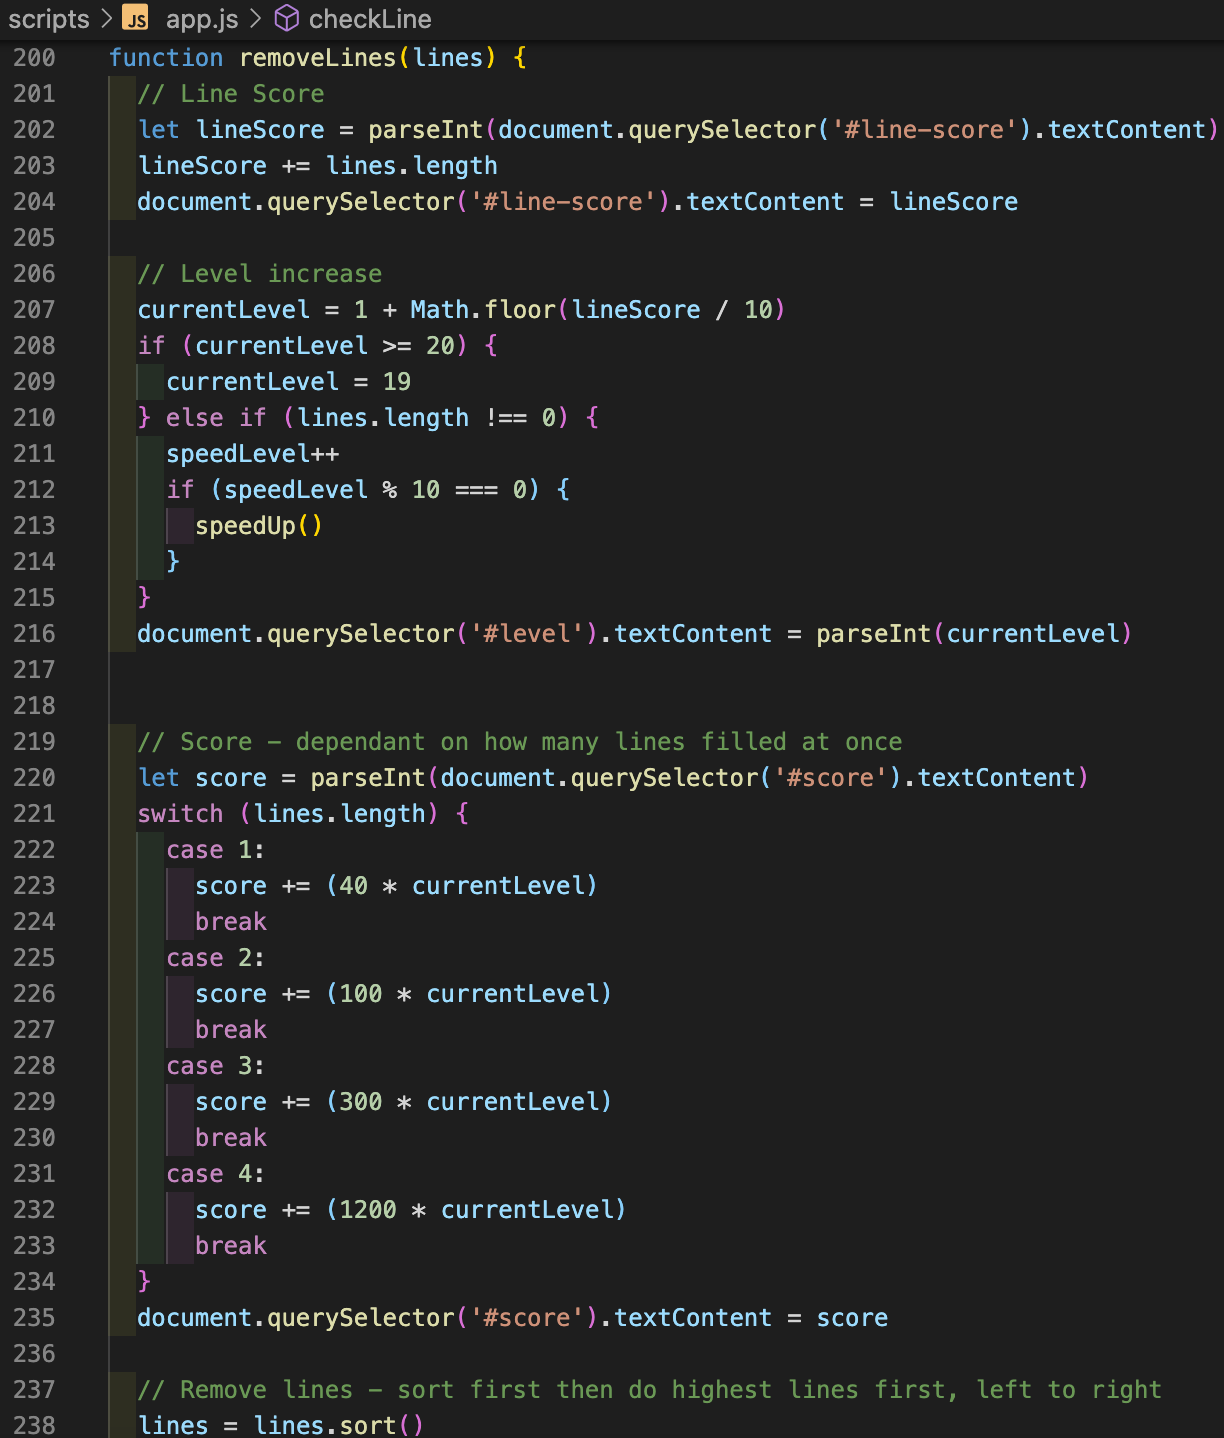 scripts > JS app.js > checkLine
200 function removeLines(lines) {
201 // Line Score
202 let lineScore = parseInt(document.querySelector('#line-score').textContent)
203 lineScore += lines.length
204 document.querySelector('#line-score').textContent = lineScore
205
206 // Level increase
207 currentLevel = 1 + Math.floor(lineScore / 10)
208 if (currentLevel >= 20) {
209 currentLevel = 19
210 } else if (lines.length !== 0) {
211 speedLevel++
212 if (speedLevel % 10 === 0) {
213 speedUp()
214 }
215 }
216 document.querySelector('#level').textContent = parseInt(currentLevel)
217
218
219 // Score - dependant on how many lines filled at once
220 let score = parseInt(document.querySelector('#score').textContent)
221 switch (lines.length) {
222 case 1:
223 score += (40 * currentLevel)
224 break
225 case 2:
226 score += (100 * currentLevel)
227 break
228 case 3:
229 score += (300 * currentLevel)
230 break
231 case 4:
232 score += (1200 * currentLevel)
233 break
234 }
235 document.querySelector('#score').textContent = score
236
237 // Remove lines - sort first then do highest lines first, left to right
238 lines = lines.sort()